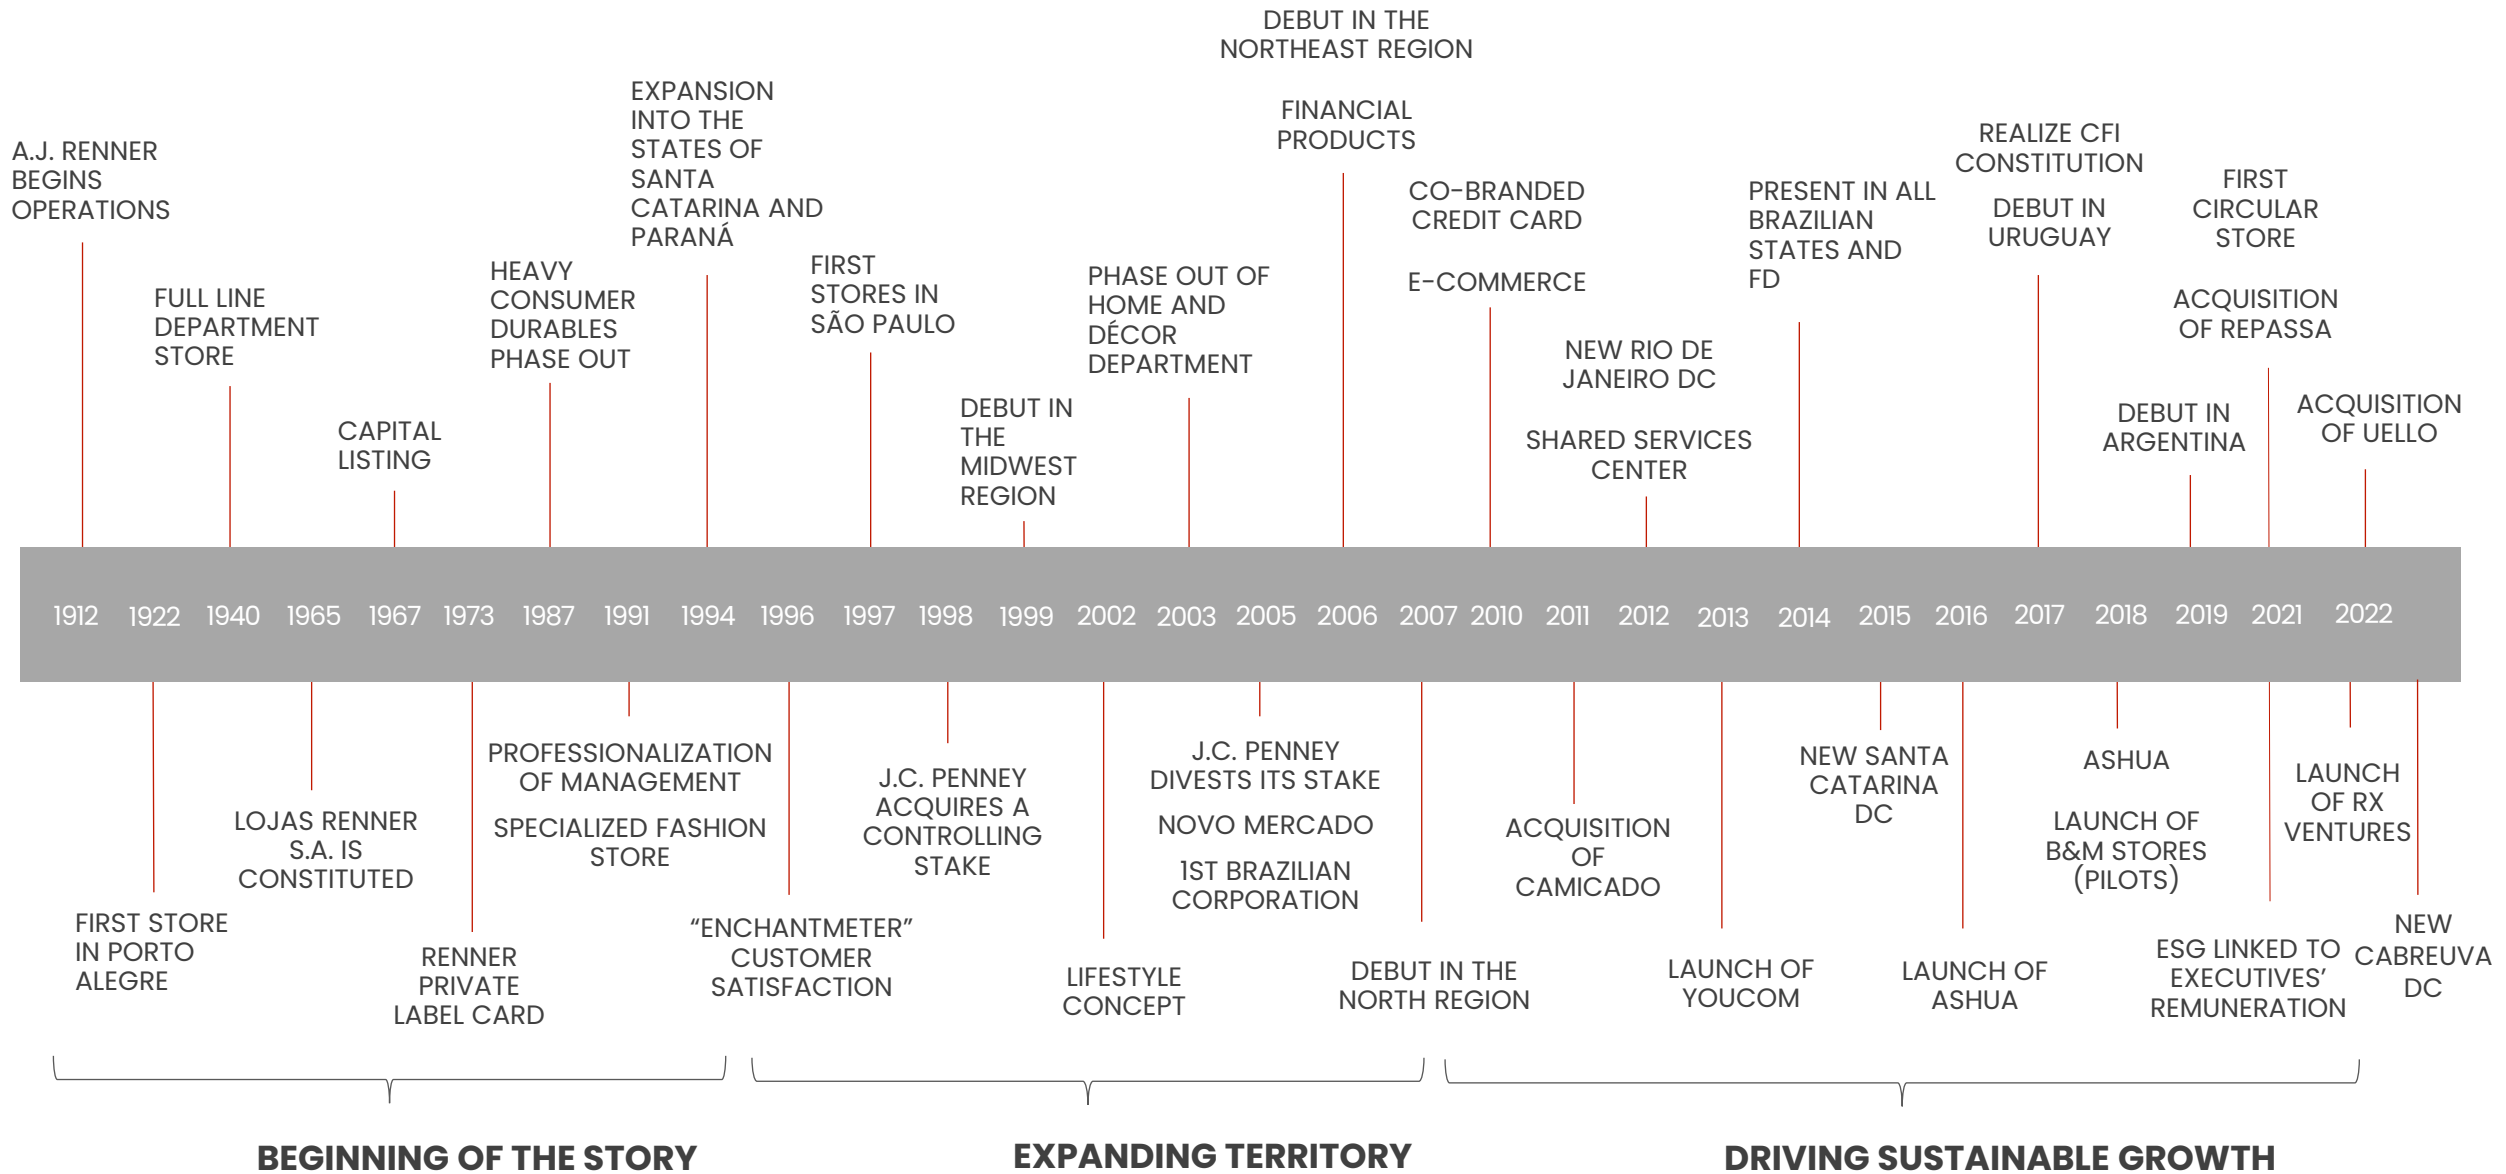 DEBUT IN THE
NORTHEAST REGION
FINANCIAL
PRODUCTS
A.J. RENNER
BEGINS
OPERATIONS
FULL LINE
DEPARTMENT
STORE
CAPITAL
LISTING
HEAVY
CONSUMER
DURABLES
PHASE OUT
EXPANSION
INTO THE
STATES OF
SANTA
CATARINA AND
PARANÁ
FIRST
STORES IN
SÃO PAULO
DEBUT IN
THE
MIDWEST
REGION
PHASE OUT OF
HOME AND
DÉCOR
DEPARTMENT
CO-BRANDED
CREDIT CARD
E-COMMERCE
NEW RIO DE
JANEIRO DC
SHARED SERVICES
CENTER
PRESENT IN ALL
BRAZILIAN
STATES AND
FD
REALIZE CFI
CONSTITUTION
DEBUT IN
URUGUAY
DEBUT IN
ARGENTINA
FIRST
CIRCULAR
STORE
ACQUISITION
OF REPASSA
ACQUISITION
OF UELLO
1912 1922 1940 1965 1967 1973 1987 1991 1994 1996 1997 1998 1999 2002 2003 2005 2006 2007 2010 2011 2012 2013 2014 2015 2016 2017 2018 2019 2021 2022
FIRST STORE
IN PORTO
ALEGRE
LOJAS RENNER
S.A. IS
CONSTITUTED
RENNER
PRIVATE
LABEL CARD
PROFESSIONALIZATION
OF MANAGEMENT
SPECIALIZED FASHION
STORE
“ENCHANTMETER”
CUSTOMER
SATISFACTION
J.C. PENNEY
ACQUIRES A
CONTROLLING
STAKE
LIFESTYLE
CONCEPT
J.C. PENNEY
DIVESTS ITS STAKE
NOVO MERCADO
1ST BRAZILIAN
CORPORATION
DEBUT IN THE
NORTH REGION
ACQUISITION
OF
CAMICADO
LAUNCH OF
YOUCOM
NEW SANTA
CATARINA
DC
LAUNCH OF
ASHUA
ASHUA
LAUNCH OF
B&M STORES
(PILOTS)
ESG LINKED TO
EXECUTIVES’
REMUNERATION
LAUNCH
OF RX
VENTURES
NEW
CABREUVA
DC
BEGINNING OF THE STORY
EXPANDING TERRITORY
DRIVING SUSTAINABLE GROWTH